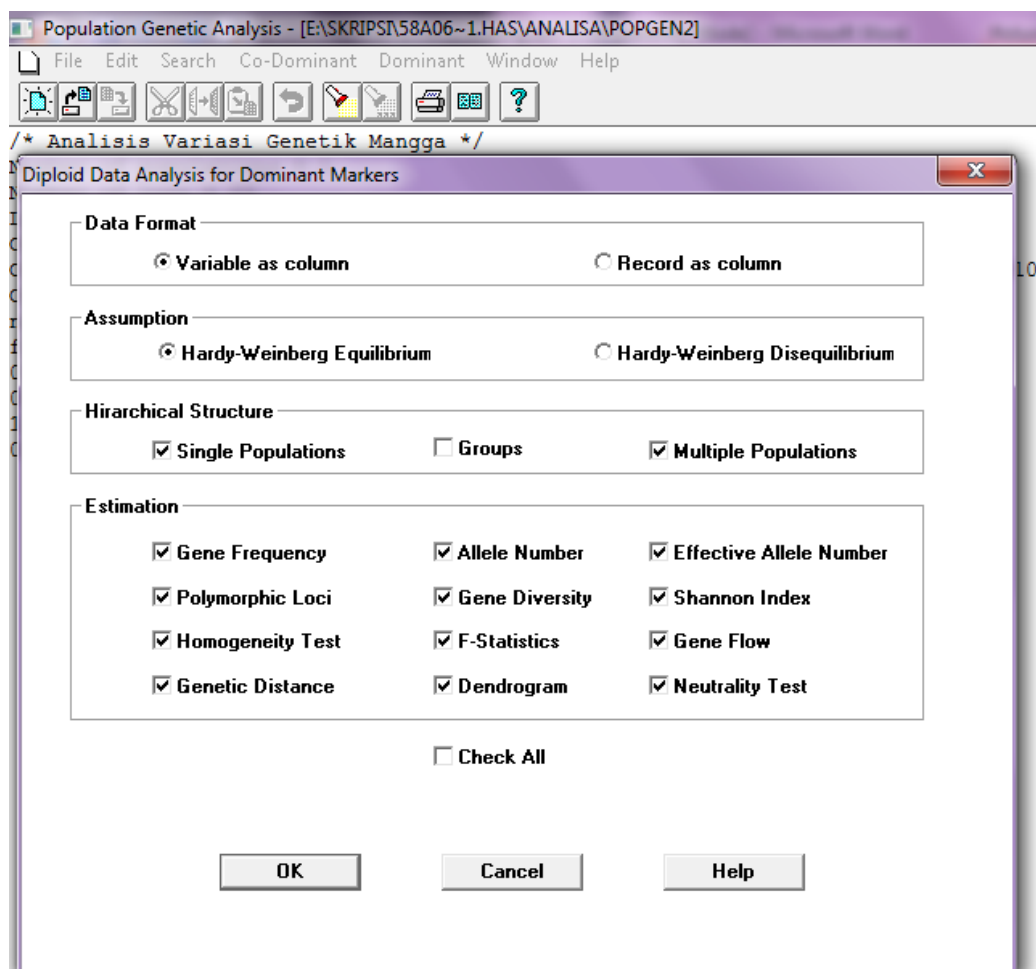 Population Genetic Analysis - [E:\SKRIPSI\58A06~1.HAS\ANALISA\POPGEN2]
File Edit Search Co-Dominant Dominant Window Help
/* Analisis Variasi Genetik Mangga */
Diploid Data Analysis for Dominant Markers
Data Format
Variable as column Record as column
10
Assumption
Hardy-Weinberg Equilibrium Hardy-Weinberg Disequilibrium
Hirarchical Structure
Single Populations Groups Multiple Populations
Estimation
Gene Frequency Allele Number Effective Allele Number
Polymorphic Loci Gene Diversity Shannon Index
Homogeneity Test F-Statistics Gene Flow
Genetic Distance Dendrogram Neutrality Test
Check All
OK Cancel Help